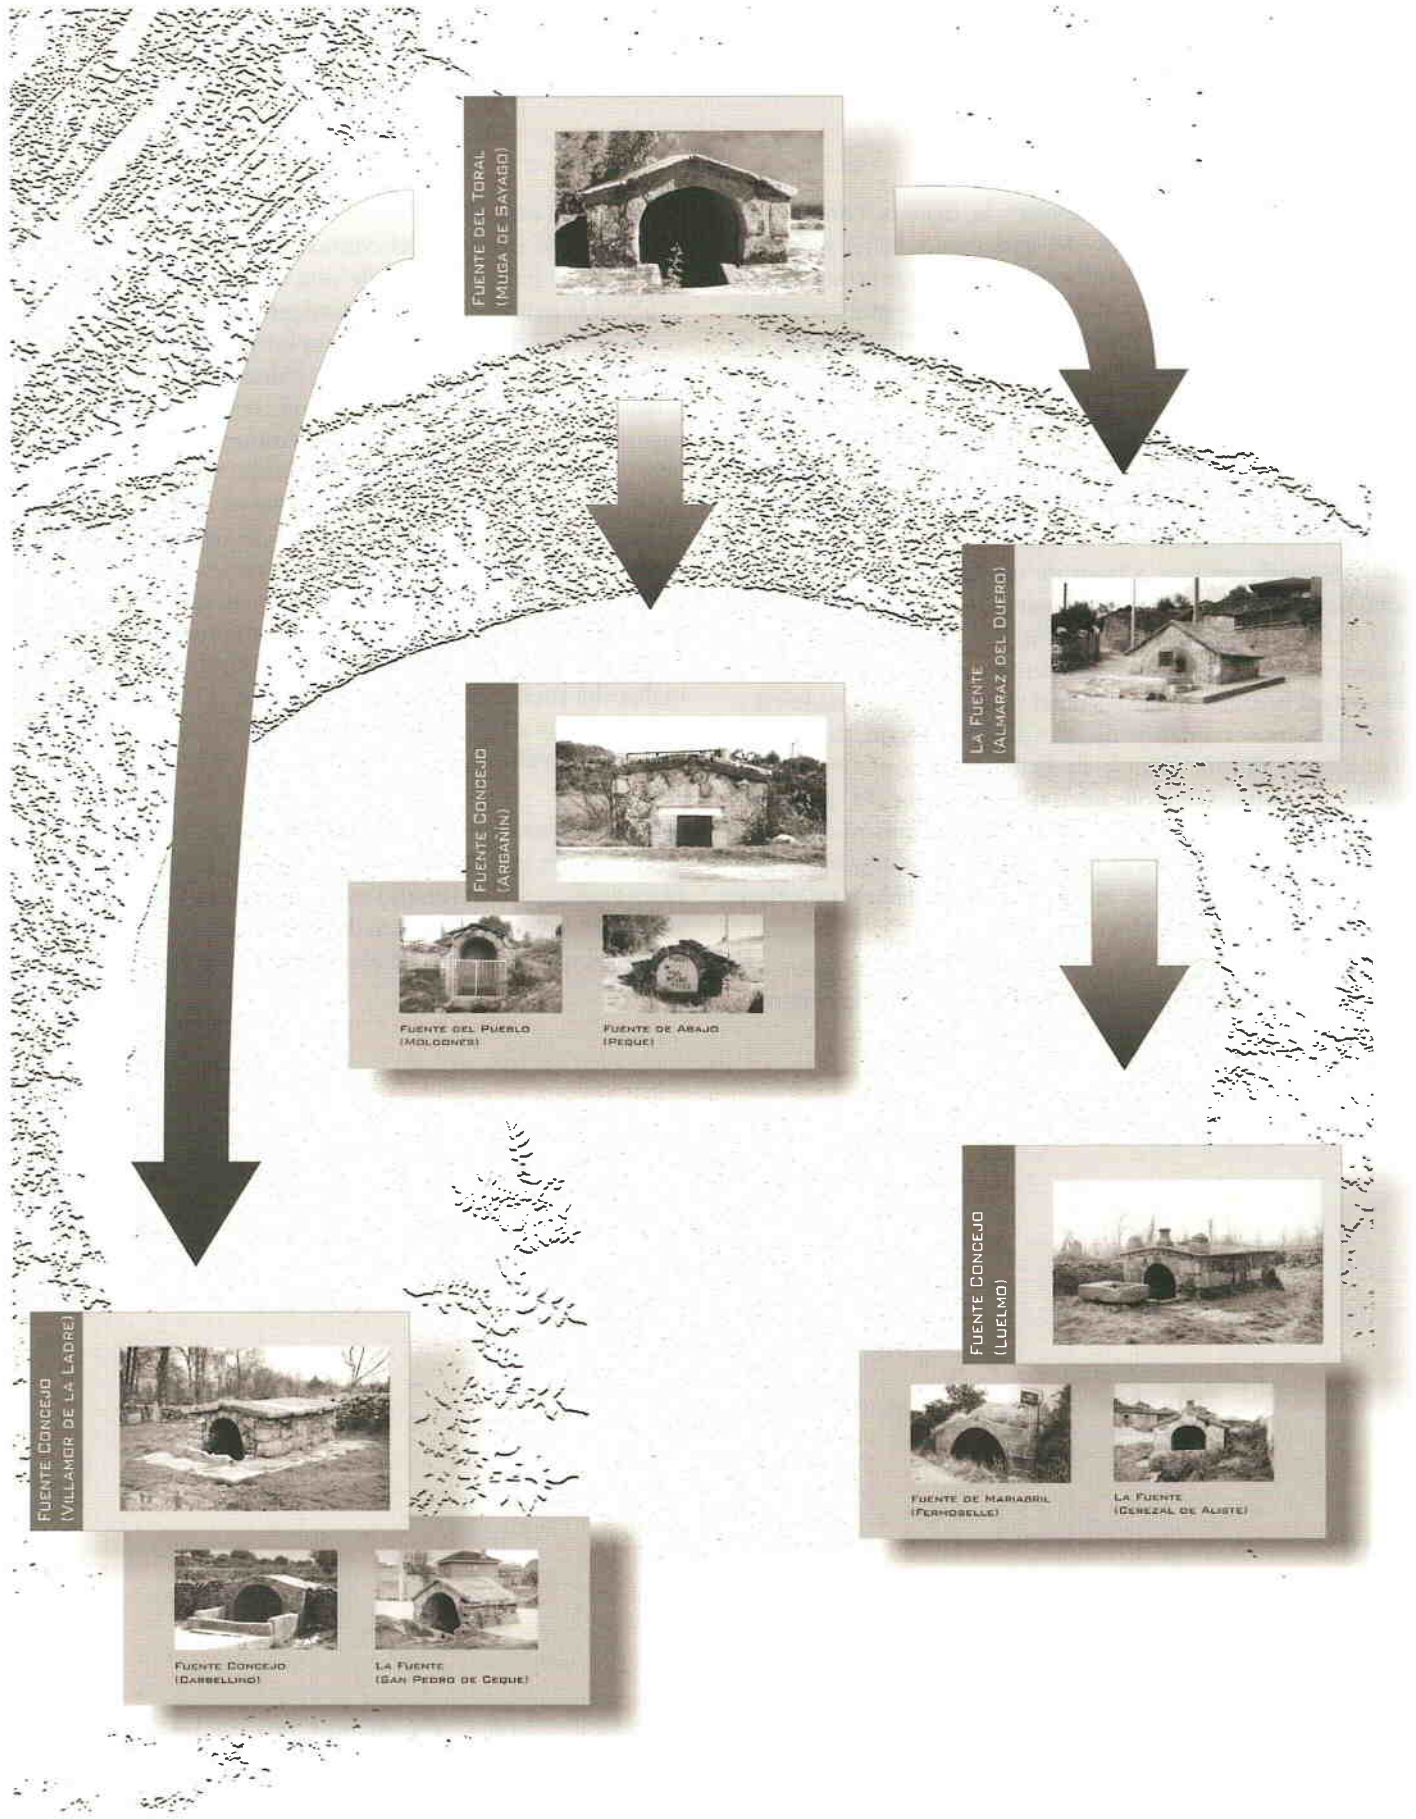 FUENTE DEL TORAL
(MUGA DE SAYAGO)
LA FUENTE
(ALMARAZ DEL DUERO)
FUENTE CONCEJO
(ARGAÑÍN)
FUENTE DEL PUEBLO
(MOLDONES)
FUENTE DE ABAJO
(PEQUE)
FUENTE CONCEJO
(LUELMO)
FUENTE DE MARIABRIL
(FERMOSELLE)
LA FUENTE
(CEREZAL DE ALISTE)
FUENTE CONCEJO
(VILLAMOR DE LA LADRE)
FUENTE CONCEJO
(CARBELLINO)
LA FUENTE
(SAN PEDRO DE CEQUE)